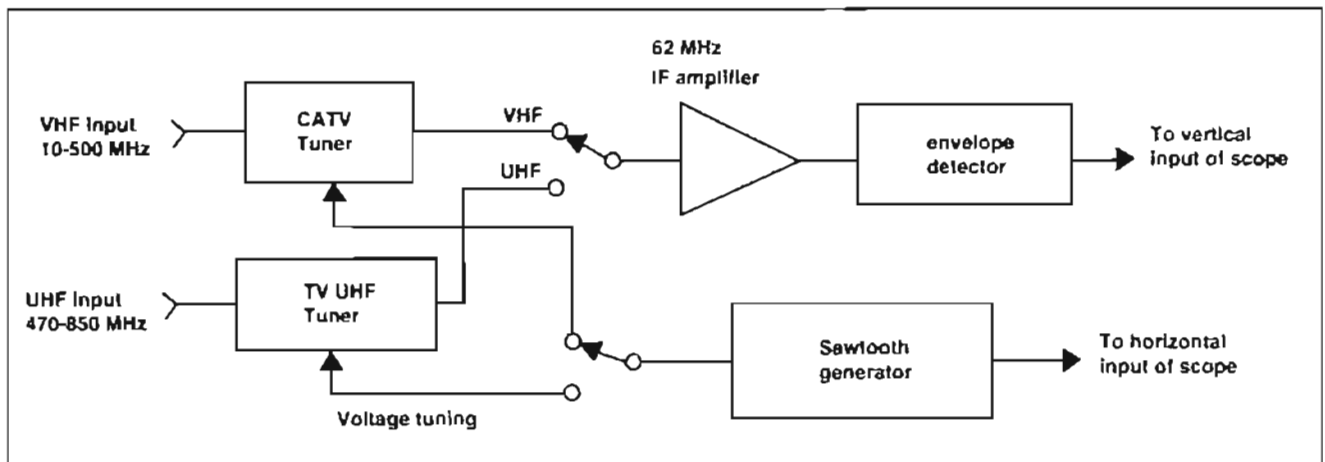 62 MHz
IF amplifier
VHF Input
10-500 MHz
CATV
Tuner
VHF
UHF
envelope
detector
To vertical
input of scope
UHF Input
470-850 MHz
TV UHF
Tuner
Voltage tuning
Sawtooth
generator
To horizontal
input of scope